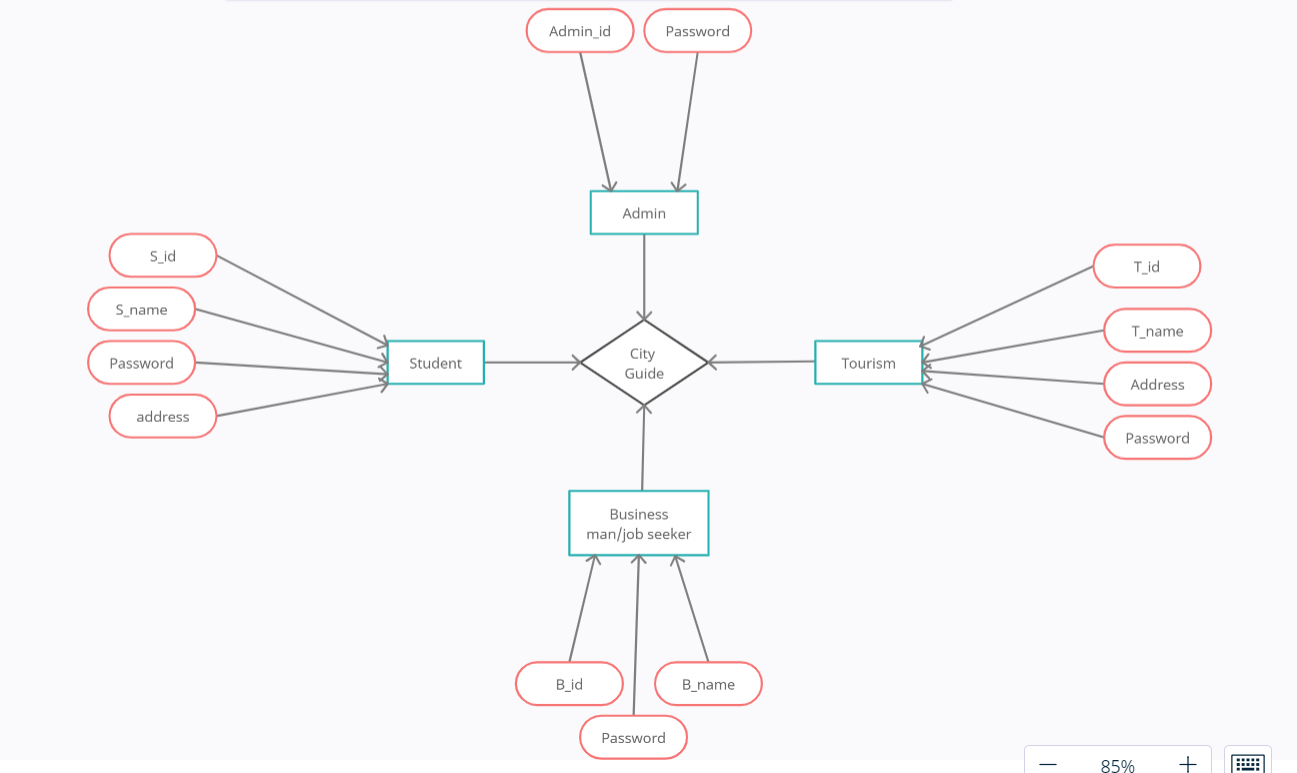 Admin_id
Password
Admin
S_id
S_name
Password
address
Student
City
Guide
Tourism
T_id
T_name
Address
Password
Business
man/job seeker
B_id
B_name
Password
85%